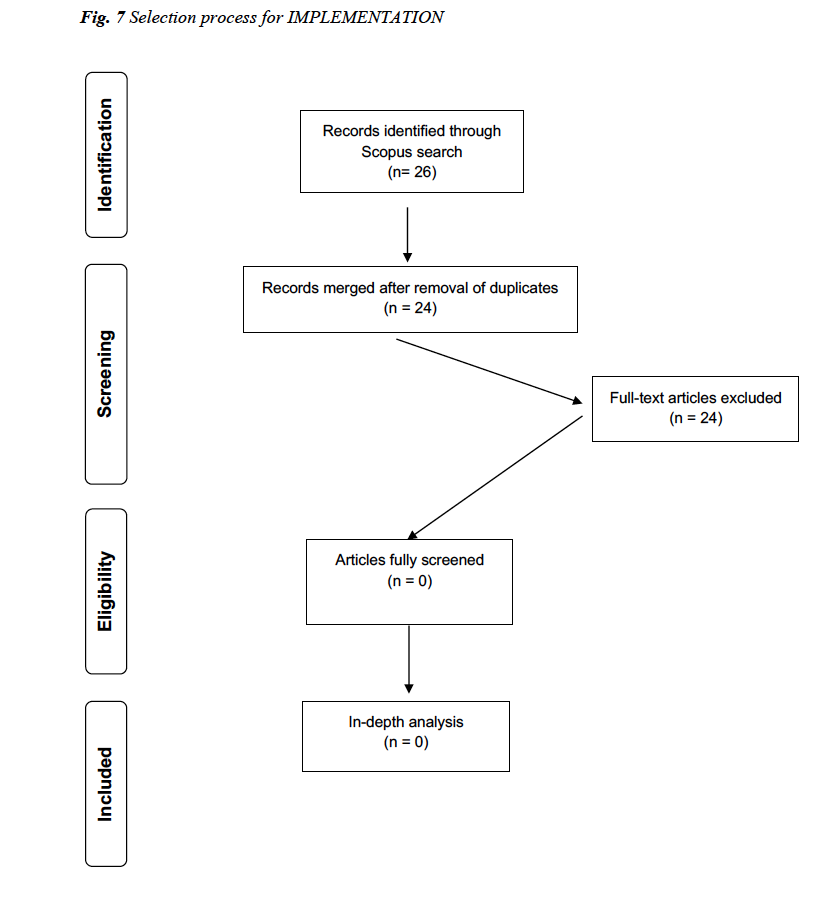 Fig. 7 Selection process for IMPLEMENTATION
Identification
Records identified through
Scopus search
(n= 26)
Screening
Records merged after removal of duplicates
(n = 24)
Full-text articles excluded
(n = 24)
Eligibility
Articles fully screened
(n = 0)
Included
In-depth analysis
(n = 0)